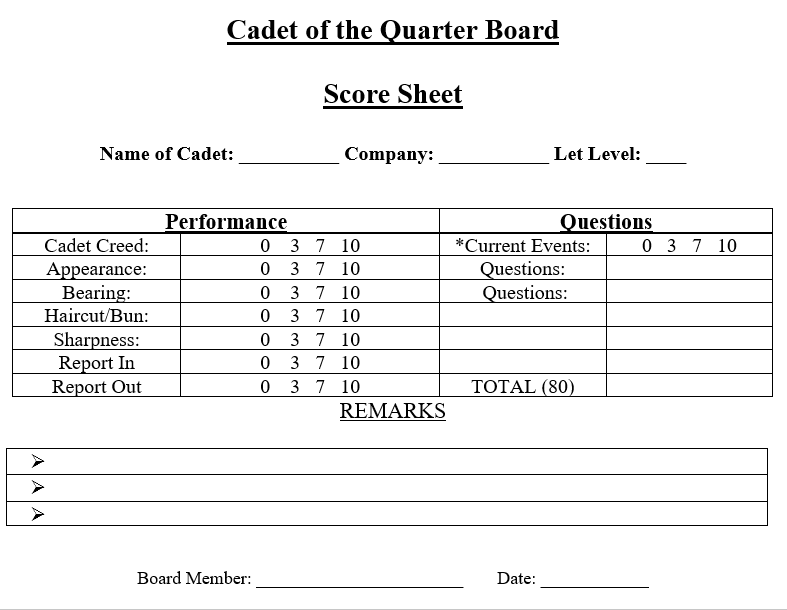 Cadet of the Quarter Board
Score Sheet
Name of Cadet: __________ Company: ___________ Let Level: ____
Performance Questions
Cadet Creed: 0 3 7 10 *Current Events: 0 3 7 10
Appearance: 0 3 7 10 Questions:
Bearing: 0 3 7 10 Questions:
Haircut/Bun: 0 3 7 10
Sharpness: 0 3 7 10
Report In 0 3 7 10
Report Out 0 3 7 10 TOTAL (80)
REMARKS
Board Member: _______________________ Date: ____________